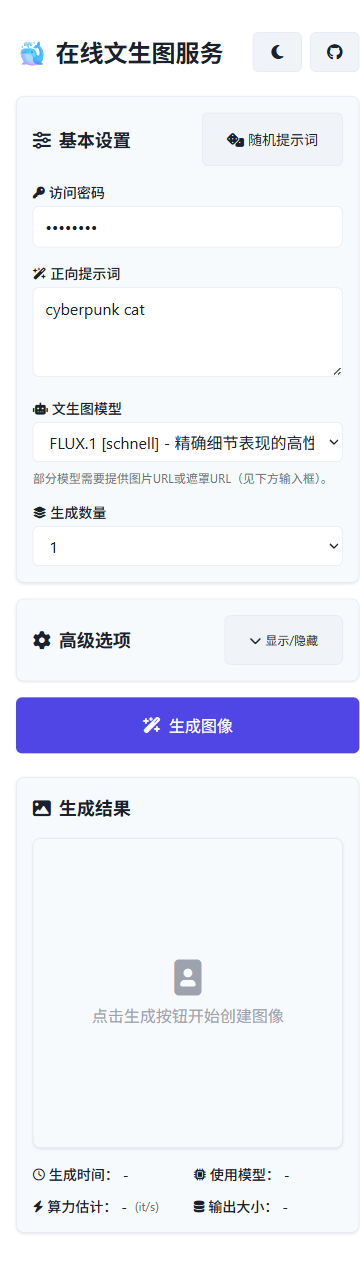 在线文生图服务
基本设置
随机提示词
访问密码
••••••••
正向提示词
cyberpunk cat
文生图模型
FLUX.1 [schnell] - 精确细节表现的高性
部分模型需要提供图片URL或遮罩URL（见下方输入框）。
生成数量
1
高级选项
显示/隐藏
生成图像
生成结果
点击生成按钮开始创建图像
生成时间： -
使用模型： -
算力估计： - (it/s)
输出大小： -